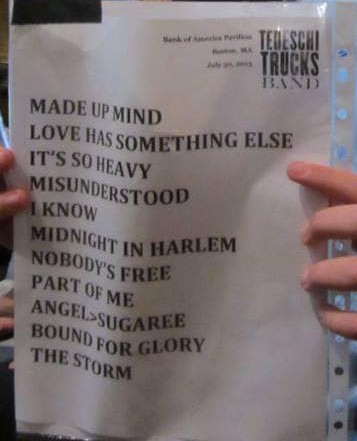 Bank of America Pavilion
Boston, MA
July 30, 2013
TEDESCHI
TRUCKS
BAND
MADE UP MIND
LOVE HAS SOMETHING ELSE
IT'S SO HEAVY
MISUNDERSTOOD
I KNOW
MIDNIGHT IN HARLEM
NOBODY'S FREE
PART OF ME
ANGEL>SUGAREE
BOUND FOR GLORY
THE STORM